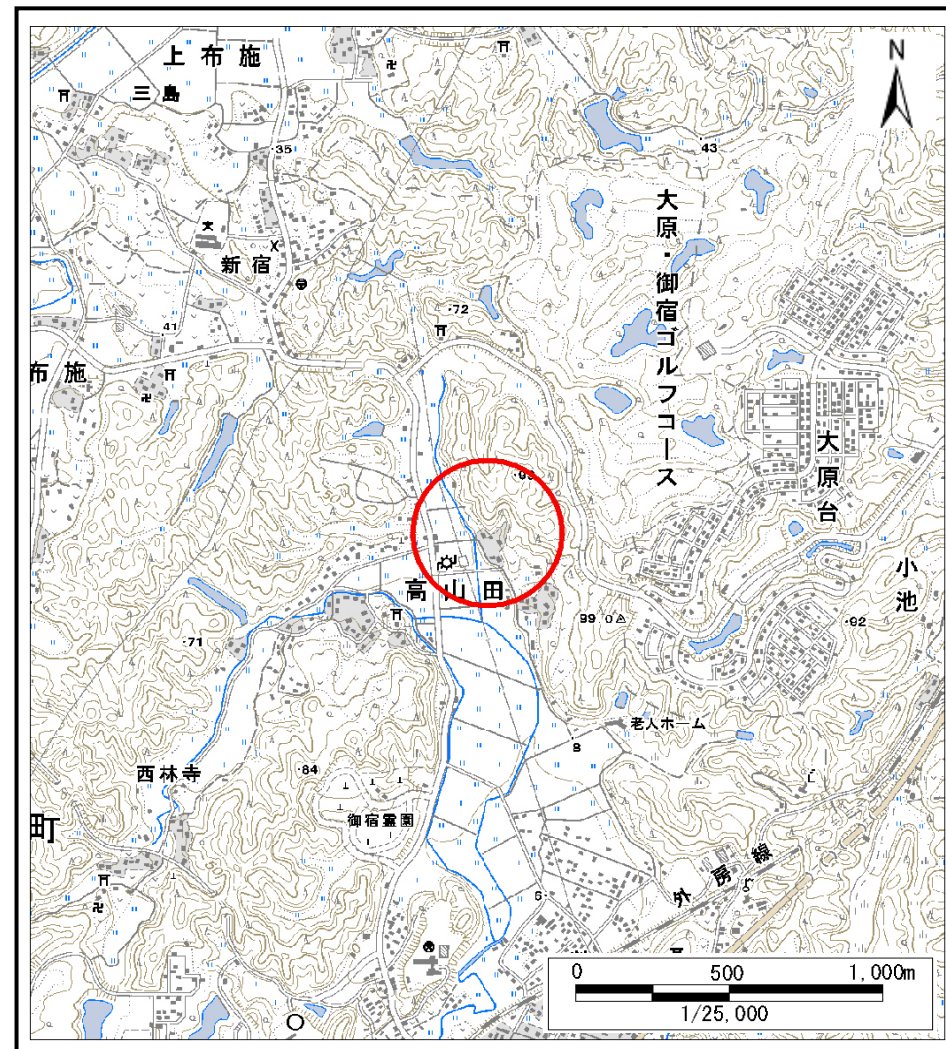 上布施
三島
N
・35
43
大原・御宿ゴルフコース
新宿
・72
・41
布施
大原台
・99
高山田
小池
99
・92
・71
老人ホーム
8
西林寺
・84
御宿霊園
町
外房線
6
0 500 1,000m
1/25,000